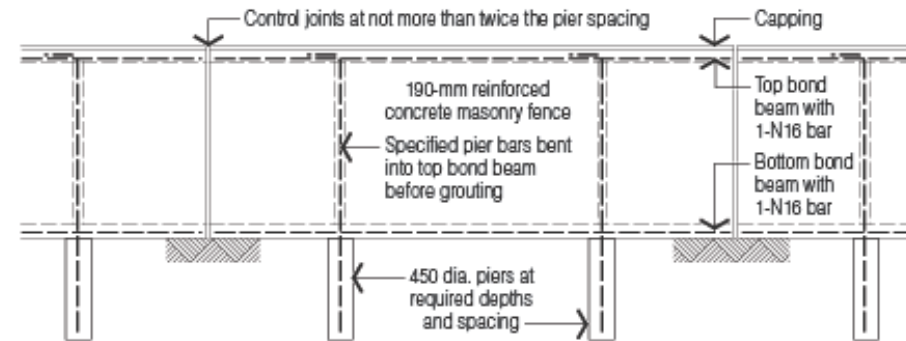 Control joints at not more than twice the pier spacing
Capping
190-mm reinforced
concrete masonry fence
Specified pier bars bent
into top bond beam
before grouting
Top bond
beam with
1-N16 bar
Bottom bond
beam with
1-N16 bar
450 dia. piers at
required depths
and spacing